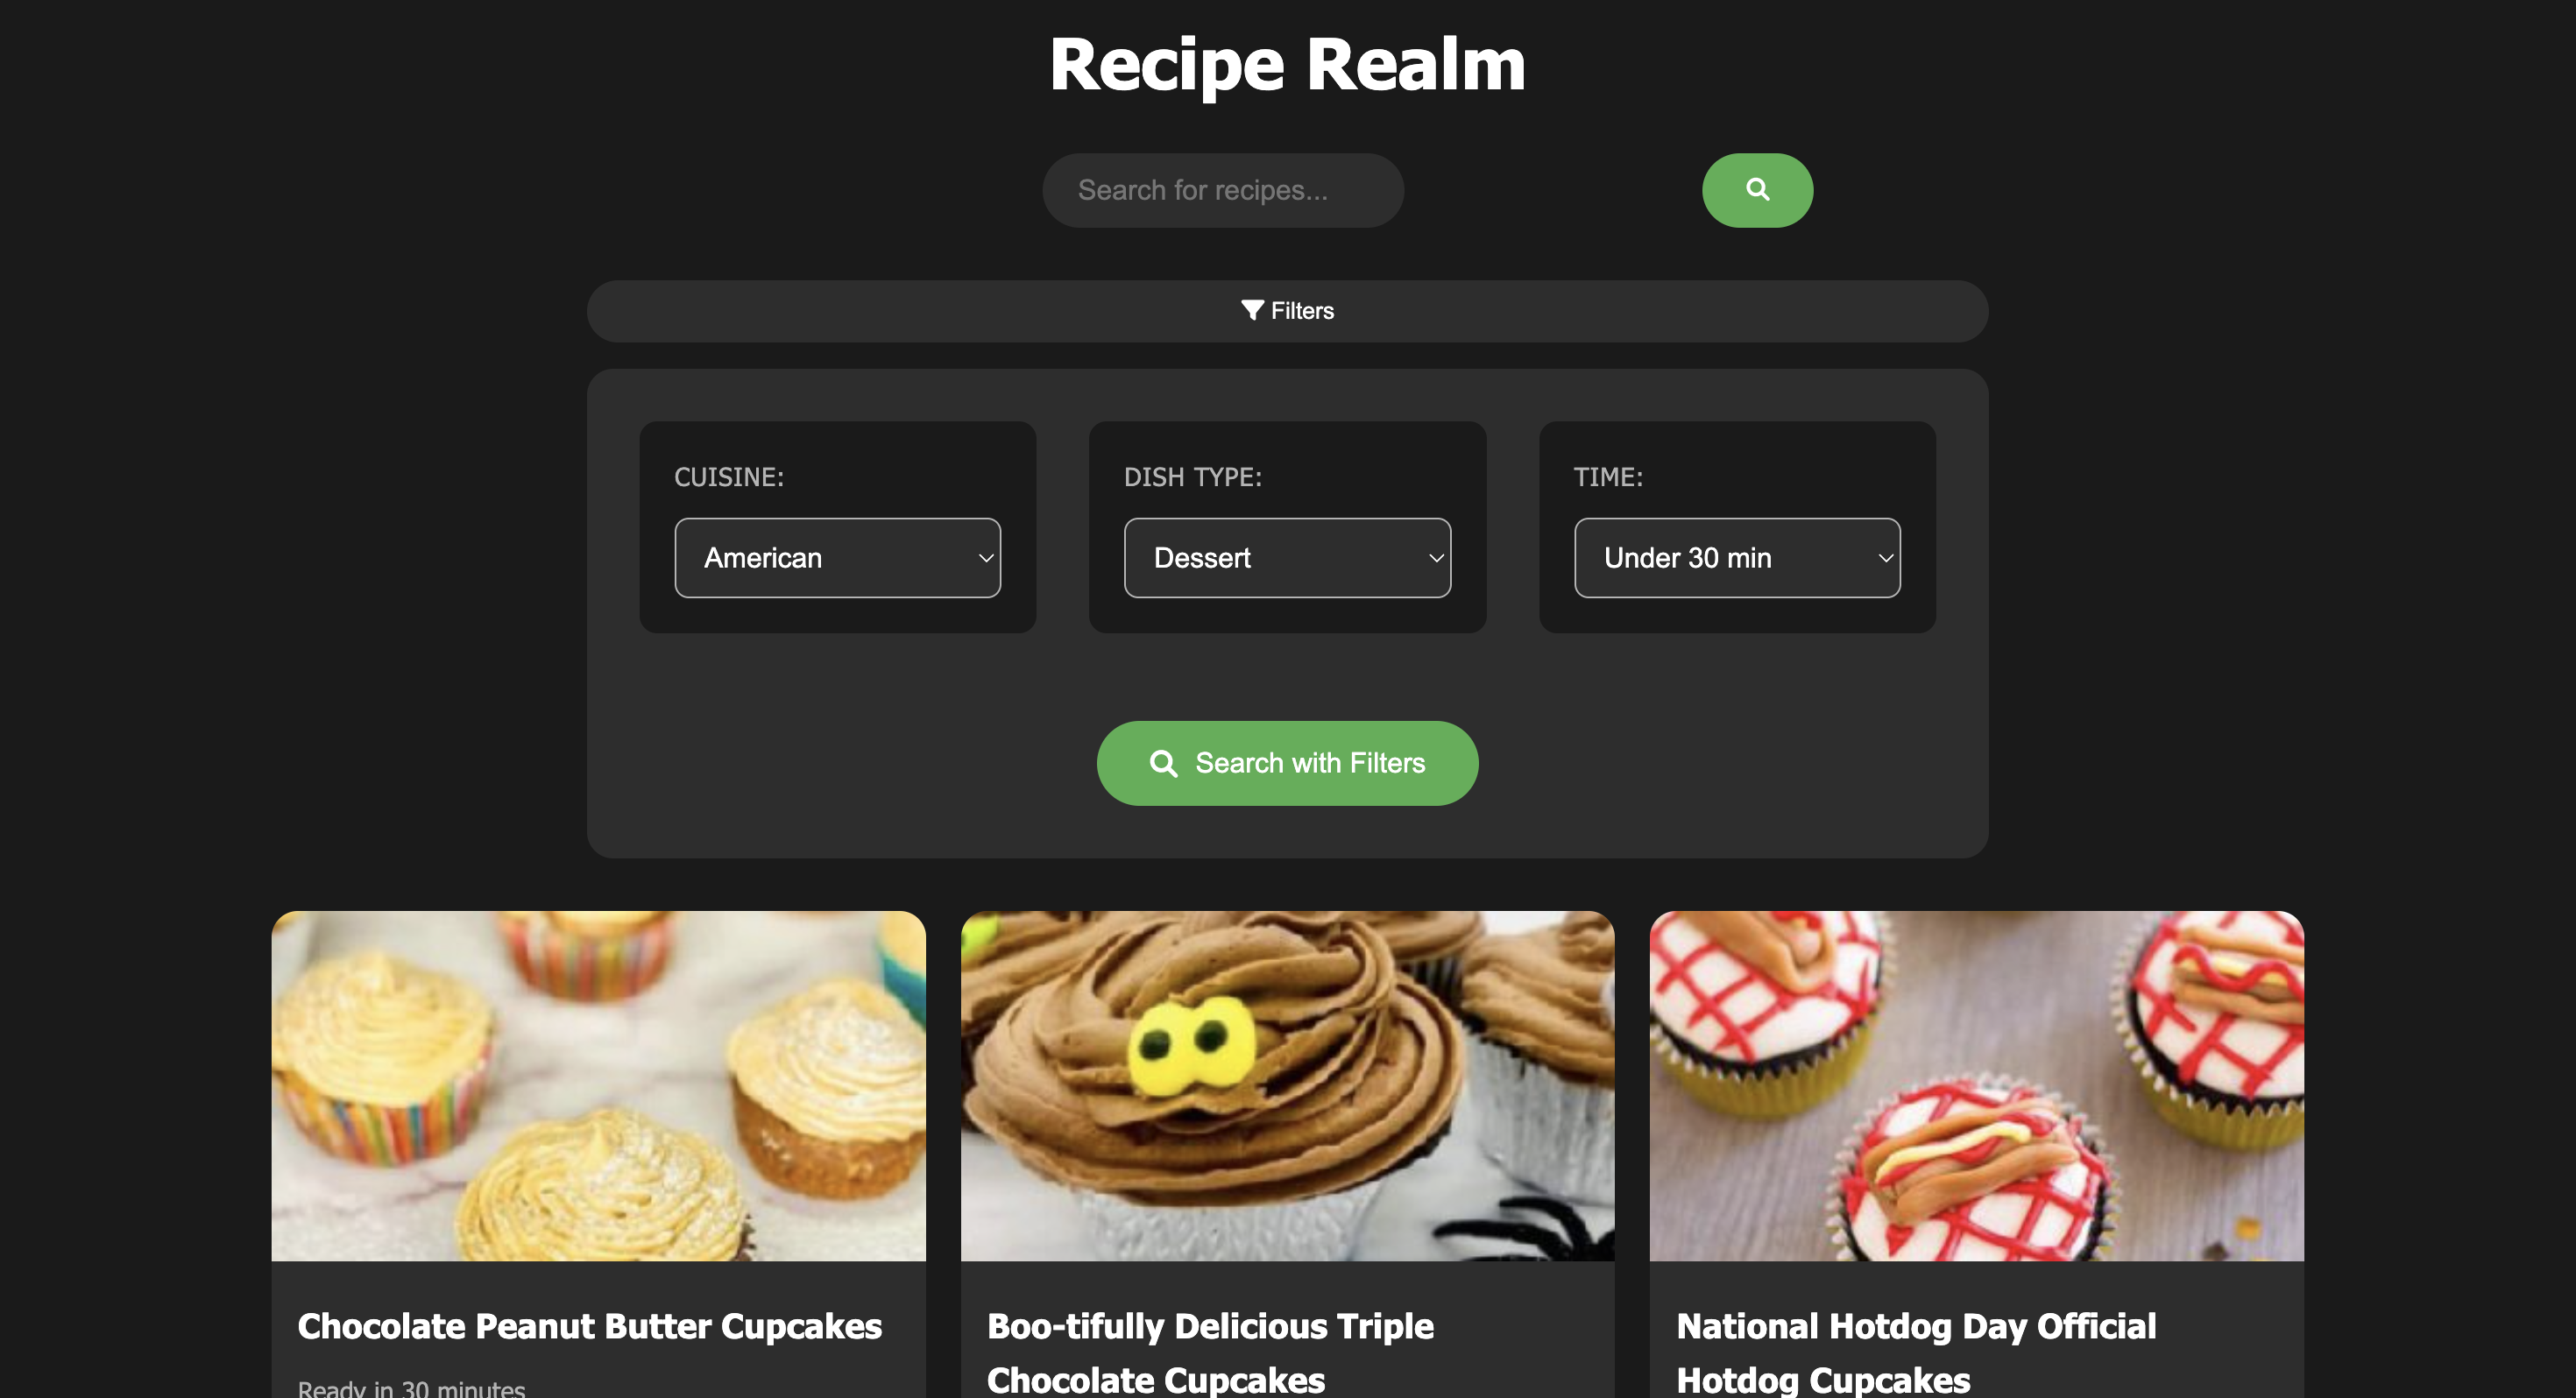 Recipe Realm
Search for recipes...
Filters
CUISINE:
DISH TYPE:
TIME:
American
Dessert
Under 30 min
Search with Filters
Chocolate Peanut Butter Cupcakes
Ready in 30 minutes
Boo-tifully Delicious Triple
Chocolate Cupcakes
National Hotdog Day Official
Hotdog Cupcakes